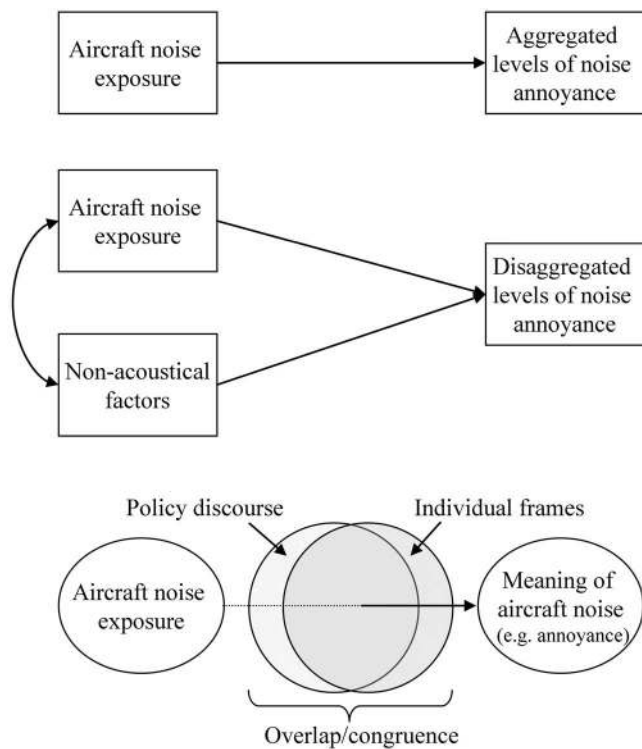 Aircraft noise
exposure
Aggregated
levels of noise
annoyance
Aircraft noise
exposure
Disaggregated
levels of noise
annoyance
Non-acoustical
factors
Policy discourse
Individual frames
Aircraft noise
exposure
Meaning of
aircraft noise
(e.g. annoyance)
Overlap/congruence